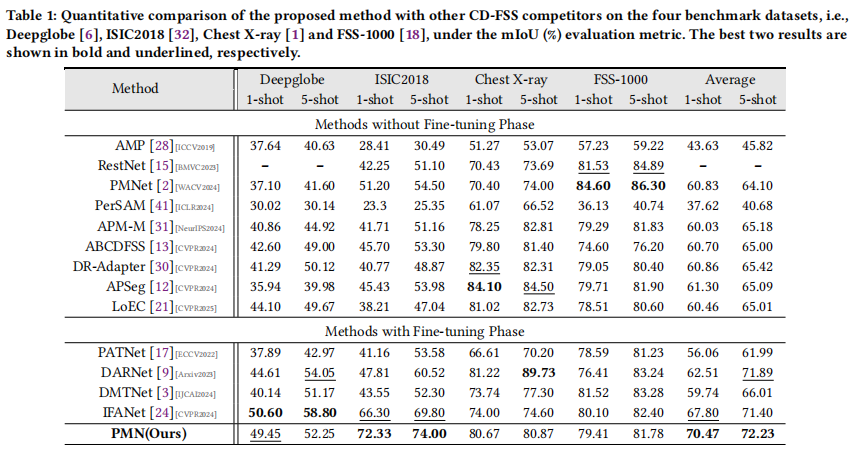 Table 1: Quantitative comparison of the proposed method with other CD-FSS competitors on the four benchmark datasets, i.e.,
Deepglobe [6], ISIC2018 [32], Chest X-ray [1] and FSS-1000 [18], under the mIoU (%) evaluation metric. The best two results are
shown in bold and underlined, respectively.
Method Deepglobe ISIC2018 Chest X-ray FSS-1000 Average
1-shot 5-shot 1-shot 5-shot 1-shot 5-shot 1-shot 5-shot 1-shot 5-shot
Methods without Fine-tuning Phase
AMP [28][ICCV2019] 37.64 40.63 28.41 30.49 51.27 53.07 57.23 59.22 43.63 45.82
RestNet [15][BMVC2023] – – 42.25 51.10 70.43 73.69 81.53 84.89 – –
PMNet [2][WACV2024] 37.10 41.60 51.20 54.50 70.40 74.00 84.60 86.30 60.83 64.10
PerSAM [41][ICLR2024] 30.02 30.14 23.3 25.35 61.07 66.52 36.13 40.74 37.62 40.68
APM-M [31][NeurIPS2024] 40.86 44.92 41.71 51.16 78.25 82.81 79.29 81.83 60.03 65.18
ABCDFSS [13][CVPR2024] 42.60 49.00 45.70 53.30 79.80 81.40 74.60 76.20 60.70 65.00
DR-Adapter [30][CVPR2024] 41.29 50.12 40.77 48.87 82.35 82.31 79.05 80.40 60.86 65.42
APSeg [12][CVPR2024] 35.94 39.98 45.43 53.98 84.10 84.50 79.71 81.90 61.30 65.09
LoEC [21][CVPR2025] 44.10 49.67 38.21 47.04 81.02 82.73 78.51 80.60 60.46 65.01
Methods with Fine-tuning Phase
PATNet [17][ECCV2022] 37.89 42.97 41.16 53.58 66.61 70.20 78.59 81.23 56.06 61.99
DARNet [9][Arxiv2023] 44.61 54.05 47.81 60.52 81.22 89.73 76.41 83.24 62.51 71.89
DMTNet [3][IJCAI2024] 40.14 51.17 43.55 52.30 73.74 77.30 81.52 83.28 59.74 66.01
IFANet [24][CVPR2024] 50.60 58.80 66.30 69.80 74.00 74.60 80.10 82.40 67.80 71.40
PMN(Ours) 49.45 52.25 72.33 74.00 80.67 80.87 79.41 81.78 70.47 72.23